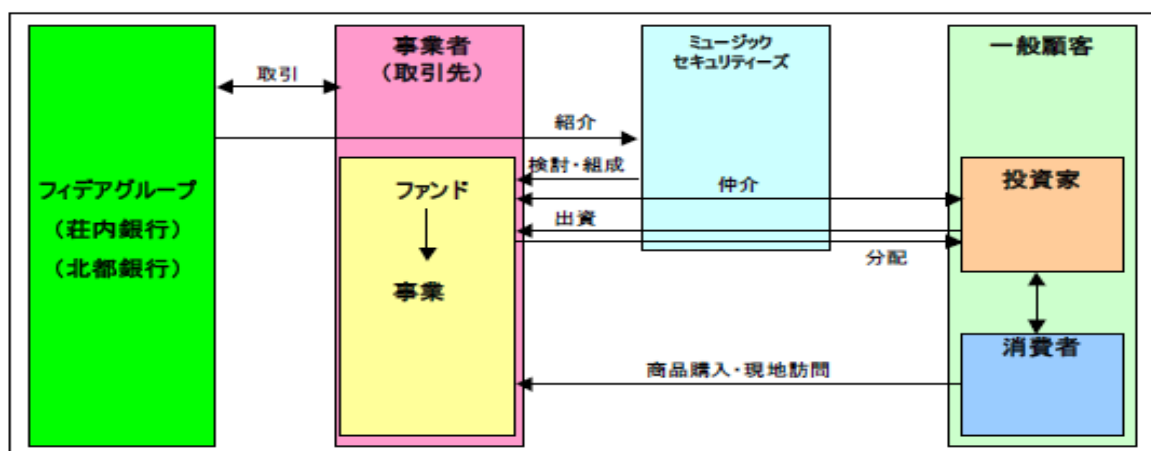 事業者
(取引先)
ミュージック
セキュリティーズ
一般顧客
取引
紹介
検討・組成
フィデアグループ
(荘内銀行)
(北都銀行)
ファンド
仲介
投資家
出資
分配
事業
消費者
商品購入・現地訪問